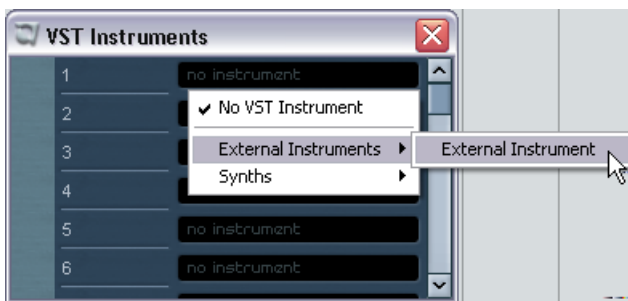 VST Instruments
1 no instrument
No VST Instrument
2
External Instruments External Instrument
3
Synths
4
5 no instrument
6 no instrument